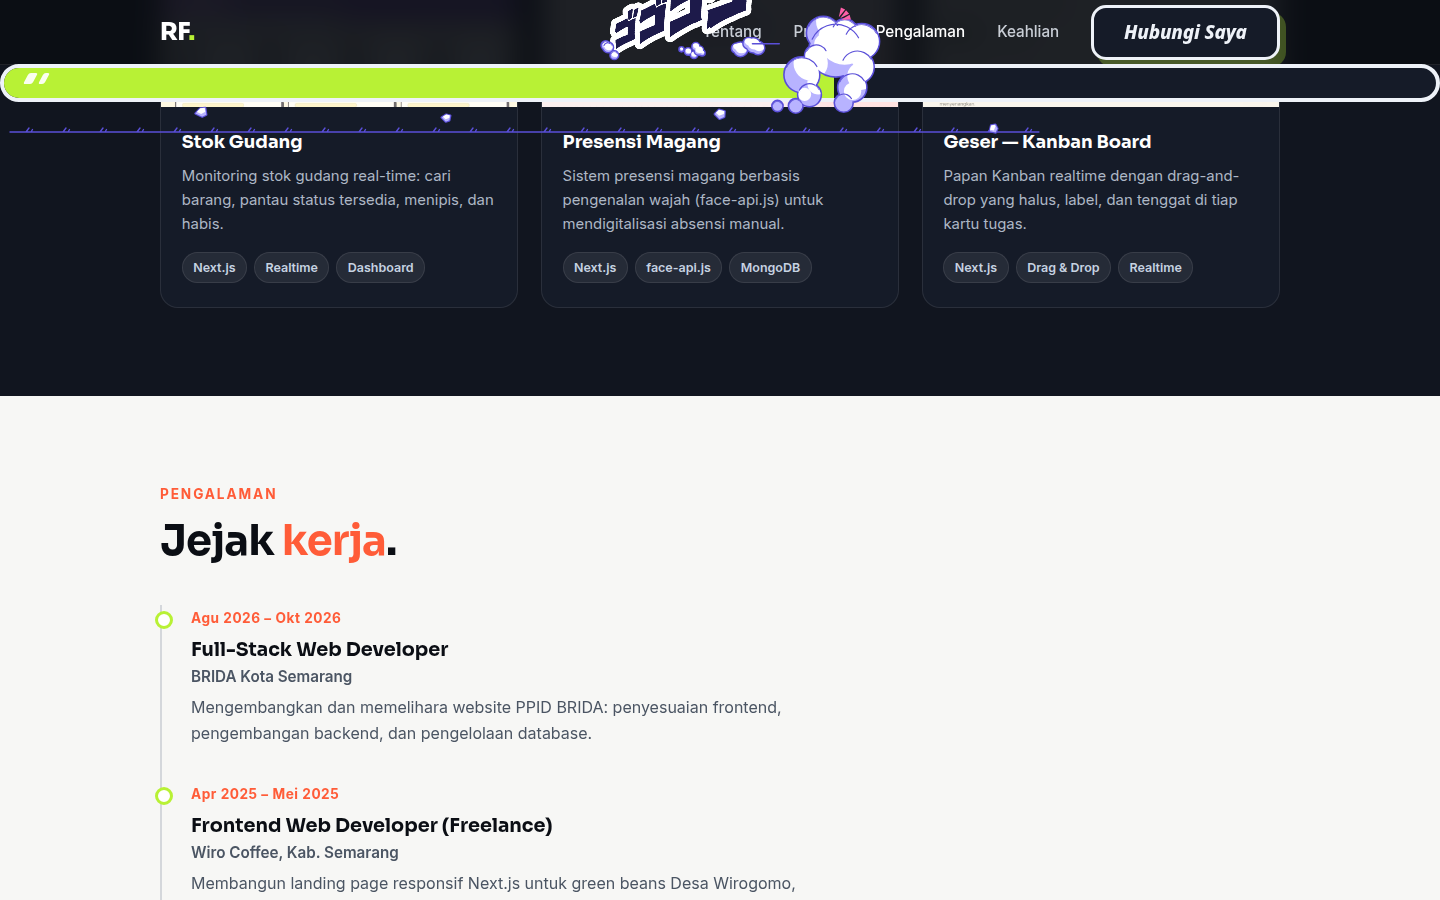 RF.
Tentang
Pengalaman
Keahlian
Hubungi Saya
Stok Gudang
Monitoring stok gudang real-time: cari
barang, pantau status tersedia, menipis, dan
habis.
Next.js
Realtime
Dashboard
Presensi Magang
Sistem presensi magang berbasis
pengenalan wajah (face-api.js) untuk
mendigitalisasi absensi manual.
Next.js
face-api.js
MongoDB
Geser — Kanban Board
Papan Kanban realtime dengan drag-and-
drop yang halus, label, dan tenggat di tiap
kartu tugas.
Next.js
Drag & Drop
Realtime
PENGALAMAN
Jejak kerja.
Agu 2026 – Okt 2026
Full-Stack Web Developer
BRIDA Kota Semarang
Mengembangkan dan memelihara website PPID BRIDA: penyesuaian frontend,
pengembangan backend, dan pengelolaan database.
Apr 2025 – Mei 2025
Frontend Web Developer (Freelance)
Wiro Coffee, Kab. Semarang
Membangun landing page responsif Next.js untuk green beans Desa Wirogomo,